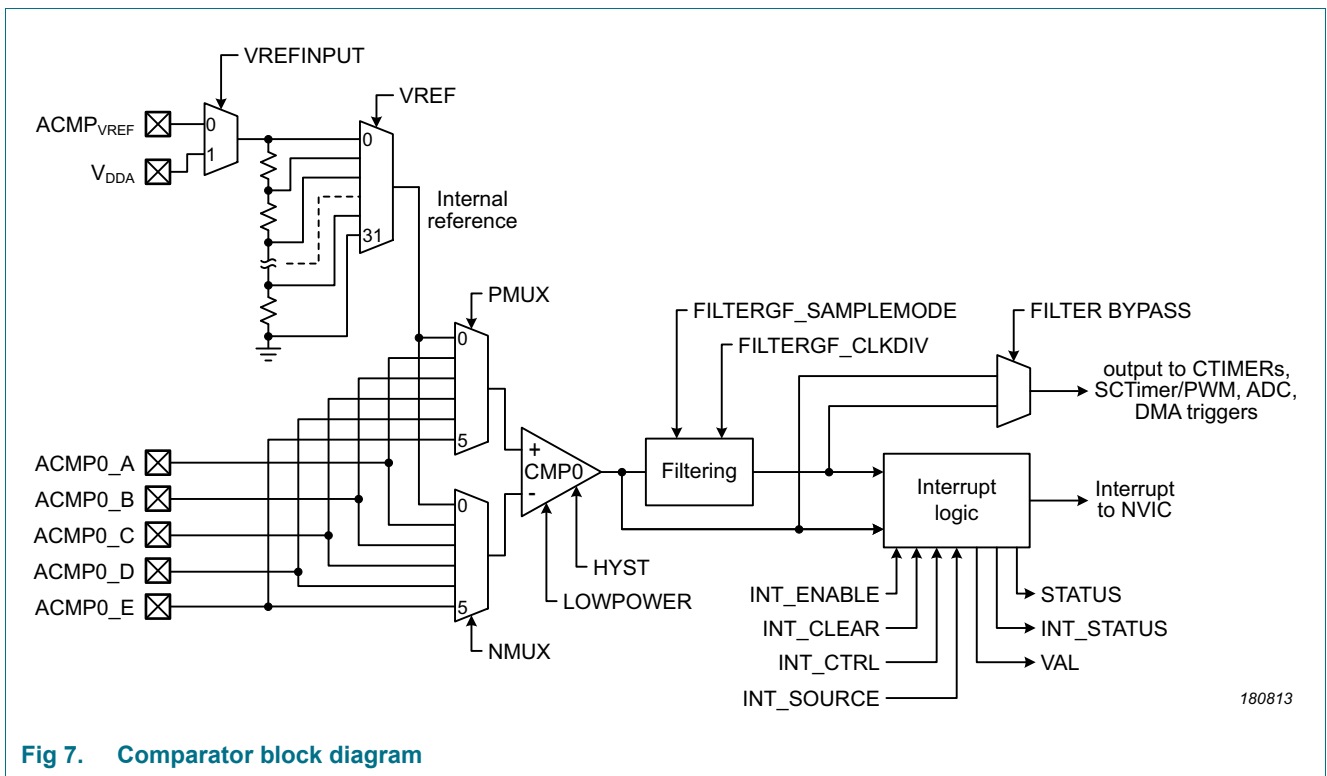 VREFINPUT
ACMPVREF
0
VDDA
1
VREF
0
31
Internal
reference
PMUX
0
5
ACMP0_A
ACMP0_B
ACMP0_C
ACMP0_D
ACMP0_E
0
5
NMUX
+
CMP0
-
HYST
LOWPOWER
FILTERGF_SAMPLEMODE
FILTERGF_CLKDIV
Filtering
FILTER BYPASS
output to CTIMERs,
SCTimer/PWM, ADC,
DMA triggers
Interrupt
logic
Interrupt
to NVIC
INT_ENABLE
INT_CLEAR
INT_CTRL
INT_SOURCE
STATUS
INT_STATUS
VAL
180813
Fig 7. Comparator block diagram